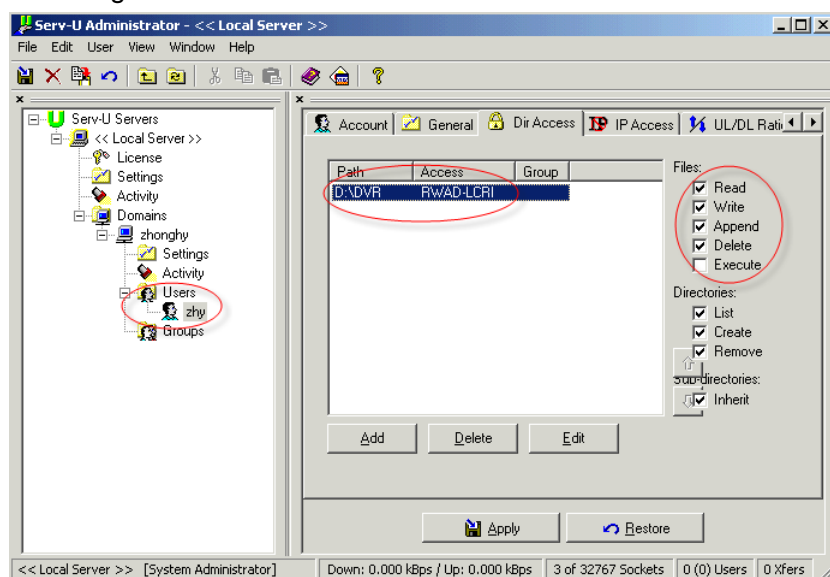 Serv-U Administrator - << Local Server >>
File Edit User View Window Help
Serv-U Servers
<< Local Server >>
License
Settings
Activity
Domains
zhonghy
Settings
Activity
Users
zhy
Groups
Account General Dir Access IP Access UL/DL Rati
Path Access Group
D:\DVR RWAD-LCRI
Files:
Read
Write
Append
Delete
Execute
Directories:
List
Create
Remove
Sub-directories:
Inherit
Add Delete Edit
Apply Restore
<< Local Server >> [System Administrator] Down: 0.000 kBps / Up: 0.000 kBps 3 of 32767 Sockets 0 (0) Users 0 Xfers